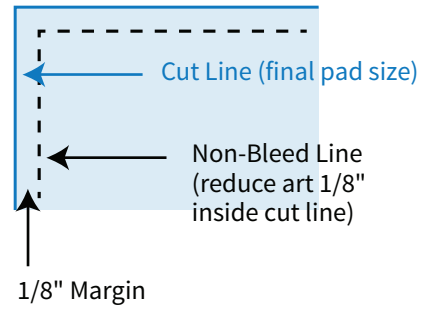 Cut Line (final pad size)
Non-Bleed Line
(reduce art 1/8"
inside cut line)
1/8" Margin